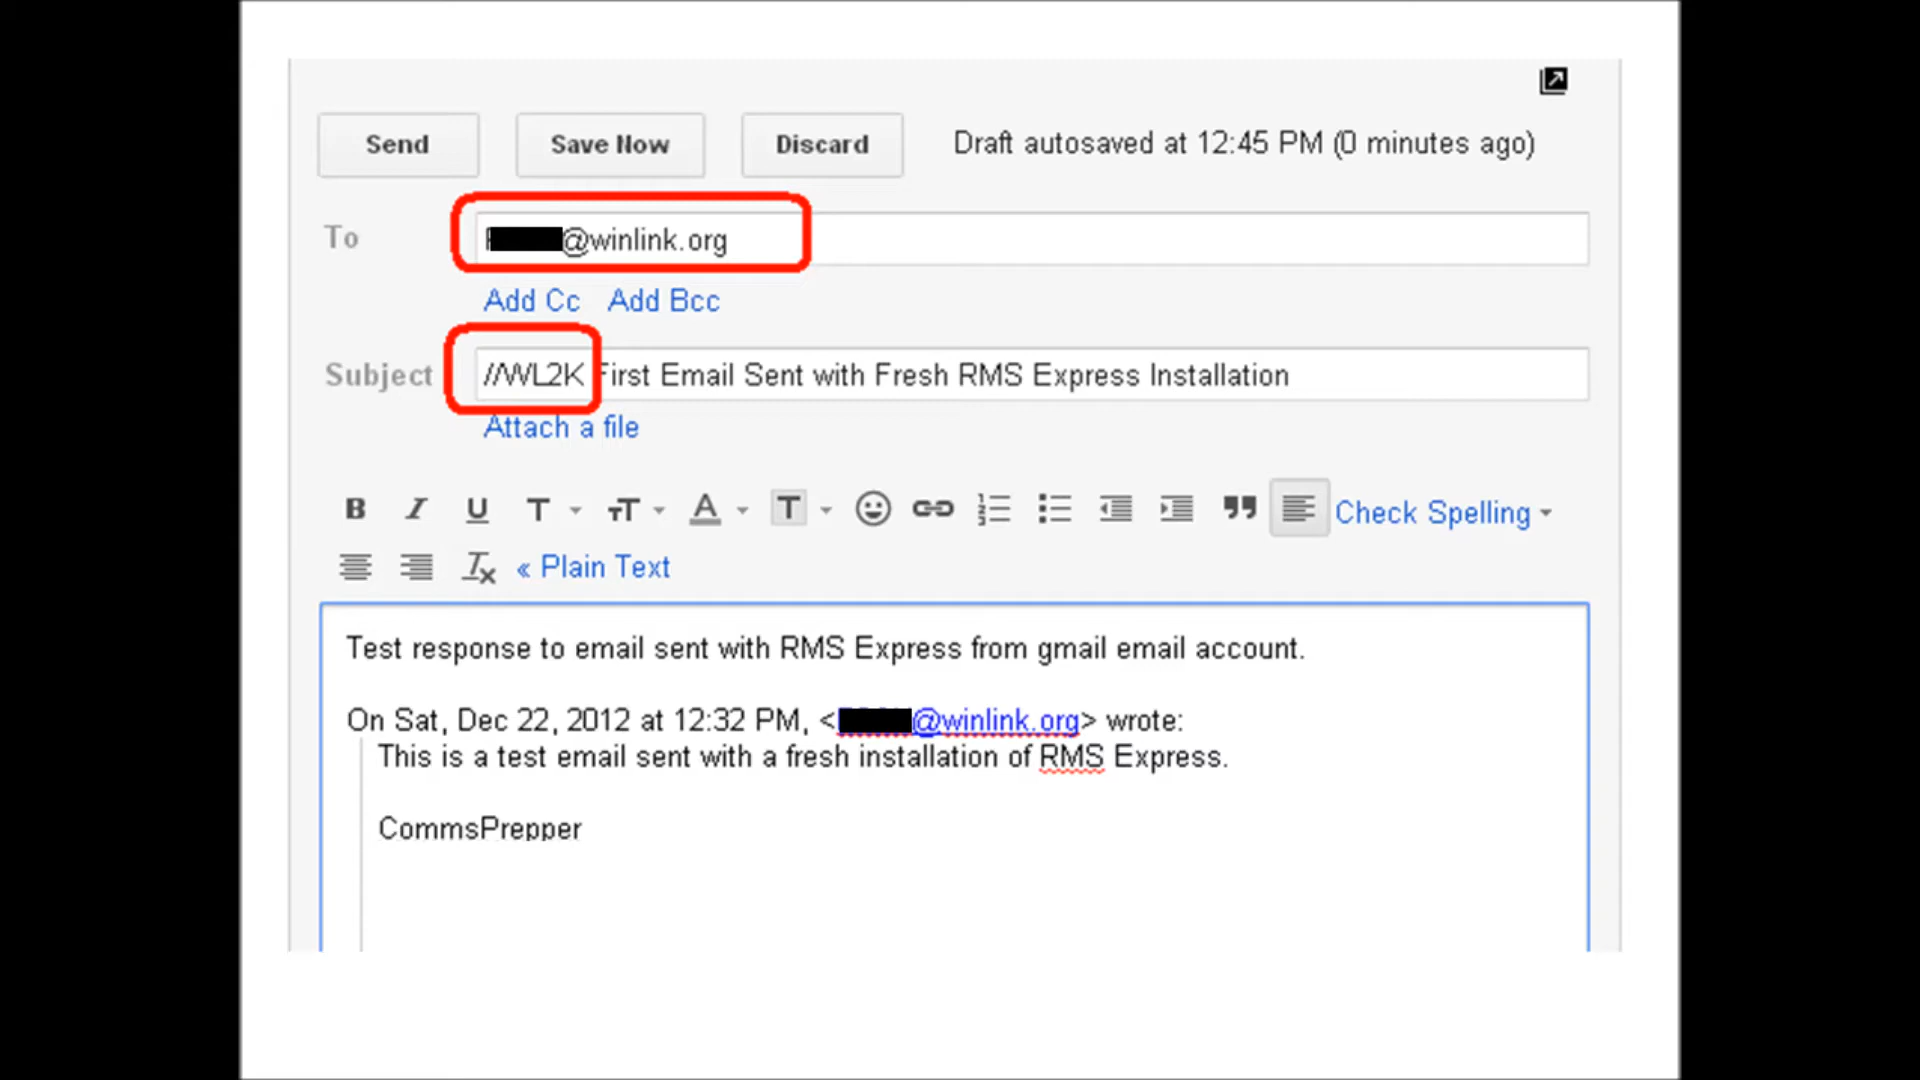 Send Save Now Discard Draft autosaved at 12:45 PM (0 minutes ago)
To @winlink.org
Add Cc Add Bcc
Subject //WL2K First Email Sent with Fresh RMS Express Installation
Attach a file
B I U T T A T Check Spelling
« Plain Text
Test response to email sent with RMS Express from gmail email account.
On Sat, Dec 22, 2012 at 12:32 PM, <@winlink.org> wrote:
This is a test email sent with a fresh installation of RMS Express.
CommsPrepper